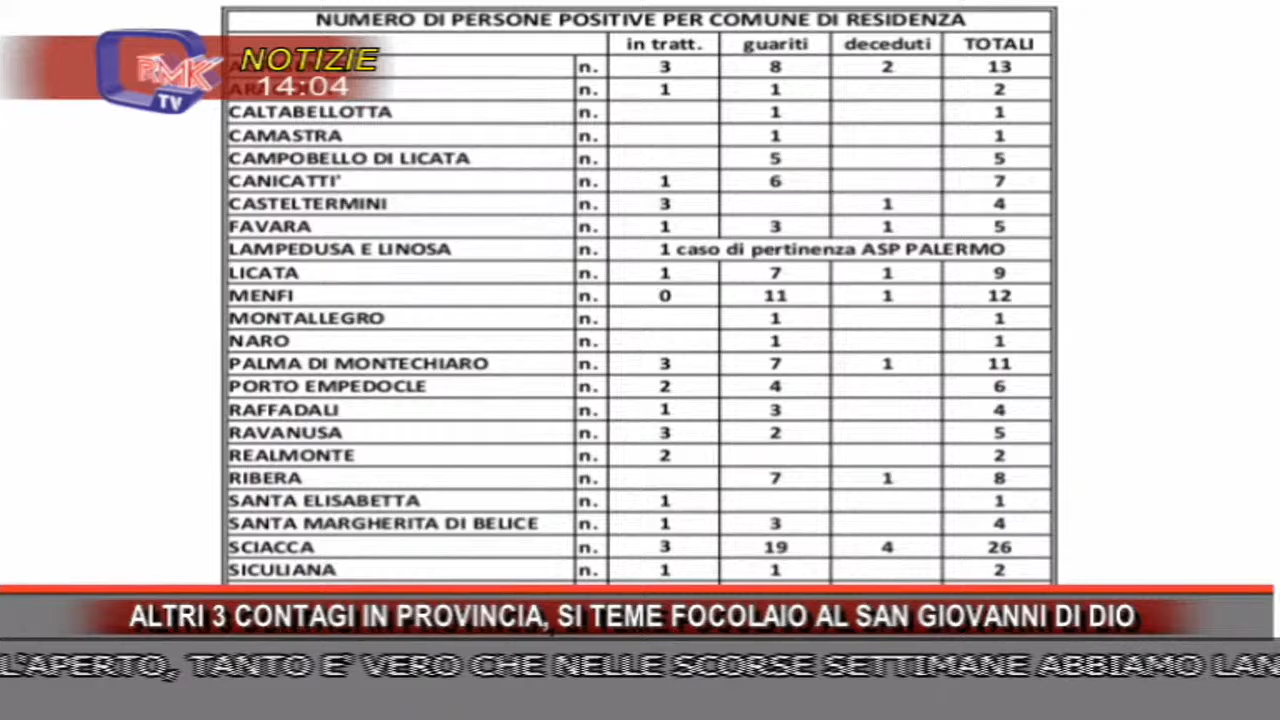 NUMERO DI PERSONE POSITIVE PER COMUNE DI RESIDENZA
in tratt. guariti deceduti TOTALI
RMK TV NOTIZIE 14:04
n. 3 8 2 13
n. 1 1 2
CALTABELLOTTA n. 1 1
CAMASTRA n. 1 1
CAMPOBELLO DI LICATA n. 5 5
CANICATTI' n. 1 6 7
CASTELTERMINI n. 3 1 4
FAVARA n. 1 3 1 5
LAMPEDUSA E LINOSA n. 1 caso di pertinenza ASP PALERMO
LICATA n. 1 7 1 9
MENFI n. 0 11 1 12
MONTALLEGRO n. 1 1
NARO n. 1 1
PALMA DI MONTECHIARO n. 3 7 1 11
PORTO EMPEDOCLE n. 2 4 6
RAFFADALI n. 1 3 4
RAVANUSA n. 3 2 5
REALMONTE n. 2 2
RIBERA n. 7 1 8
SANTA ELISABETTA n. 1 1
SANTA MARGHERITA DI BELICE n. 1 3 4
SCIACCA n. 3 19 4 26
SICULIANA n. 1 1 2
ALTRI 3 CONTAGI IN PROVINCIA, SI TEME FOCOLAIO AL SAN GIOVANNI DI DIO
L'APERTO, TANTO E' VERO CHE NELLE SCORSE SETTIMANE ABBIAMO LAN